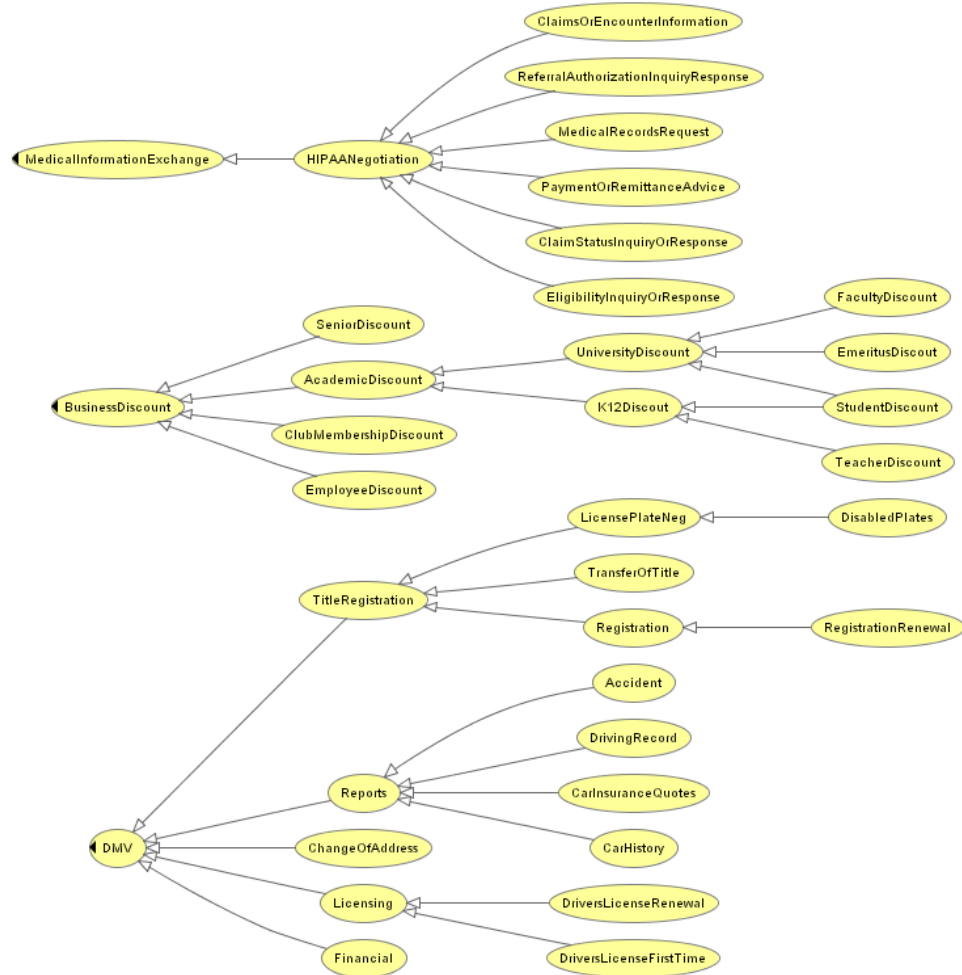 ClaimsOrEncounterInformation
ReferralAuthorizationInquiryResponse
MedicalRecordsRequest
MedicalInformationExchange
HIPAANegotiation
PaymentOrRemittanceAdvice
ClaimStatusInquiryOrResponse
EligibilityInquiryOrResponse
FacultyDiscount
SeniorDiscount
UniversityDiscount
EmeritusDiscout
AcademicDiscount
BusinessDiscount
K12Discout
StudentDiscount
ClubMembershipDiscount
TeacherDiscount
EmployeeDiscount
LicensePlateNeg
DisabledPlates
TransferOfTitle
TitleRegistration
Registration
RegistrationRenewal
Accident
DrivingRecord
Reports
CarInsuranceQuotes
DMV
ChangeOfAddress
CarHistory
Licensing
DriversLicenseRenewal
Financial
DriversLicenseFirstTime